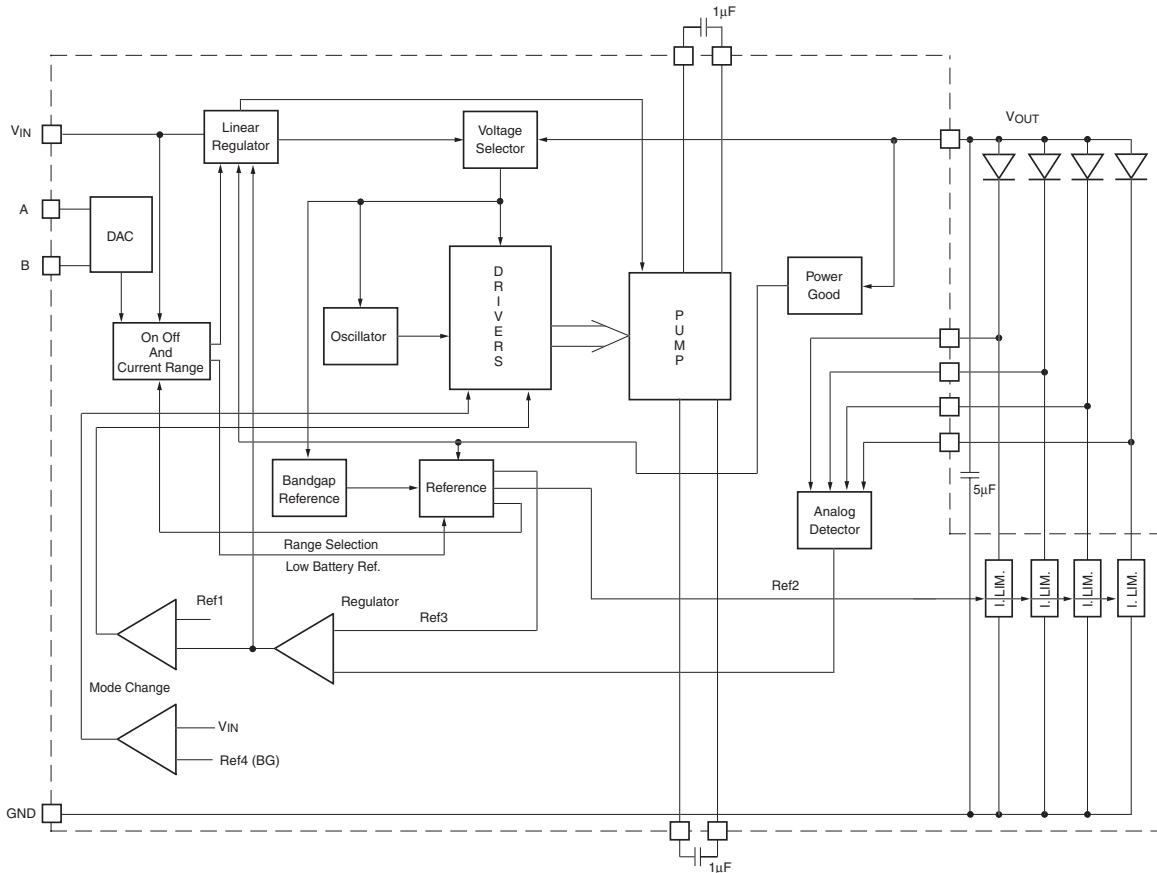 1μF
VIN
Linear
Regulator
Voltage
Selector
VOUT
A
DAC
B
DRIVERS
Power
Good
On Off
And
Current Range
Oscillator
PUMP
Bandgap
Reference
Reference
5μF
Analog
Detector
Range Selection
Low Battery Ref.
Ref2
I. LIM.
I. LIM.
I. LIM.
I. LIM.
Ref1
Regulator
Ref3
Mode Change
VIN
Ref4 (BG)
GND
1μF